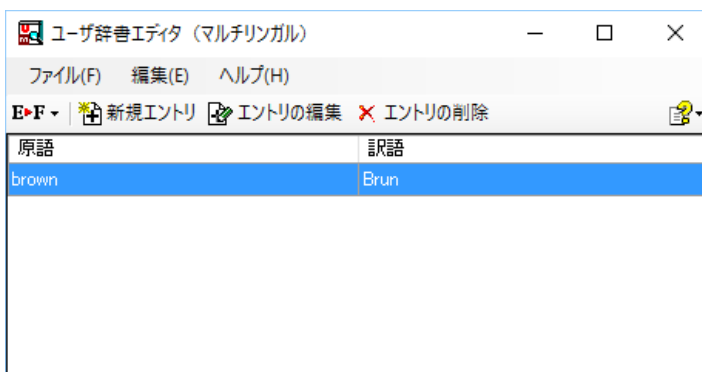 ユーザ辞書エディタ（マルチリンガル）
ファイル(F) 編集(E) ヘルプ(H)
E▶F 新規エントリ エントリの編集 エントリの削除
原語 訳語
brown Brun